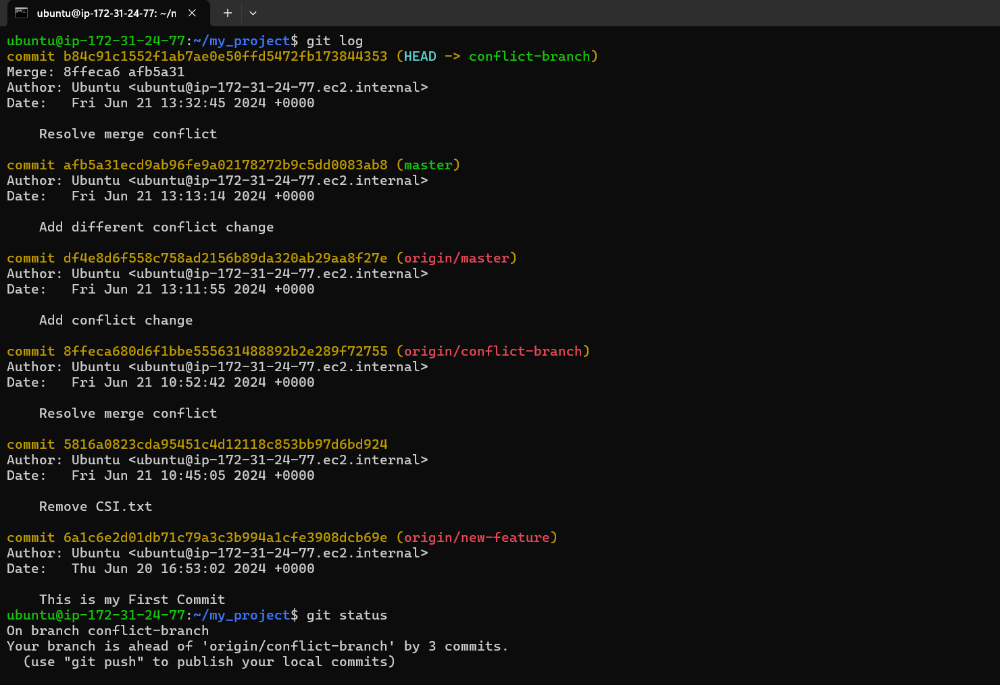 ubuntu@ip-172-31-24-77: ~/n
ubuntu@ip-172-31-24-77:~/my_project$ git log
commit b84c91c1552f1ab7ae0e50ffd5472fb173844353 (HEAD -> conflict-branch)
Merge: 8ffeca6 afb5a31
Author: Ubuntu <ubuntu@ip-172-31-24-77.ec2.internal>
Date:   Fri Jun 21 13:32:45 2024 +0000
    Resolve merge conflict
commit afb5a31ecd9ab96fe9a02178272b9c5dd0083ab8 (master)
Author: Ubuntu <ubuntu@ip-172-31-24-77.ec2.internal>
Date:   Fri Jun 21 13:13:14 2024 +0000
    Add different conflict change
commit df4e8d6f558c758ad2156b89da320ab29aa8f27e (origin/master)
Author: Ubuntu <ubuntu@ip-172-31-24-77.ec2.internal>
Date:   Fri Jun 21 13:11:55 2024 +0000
    Add conflict change
commit 8ffeca680d6f1bbe555631488892b2e289f72755 (origin/conflict-branch)
Author: Ubuntu <ubuntu@ip-172-31-24-77.ec2.internal>
Date:   Fri Jun 21 10:52:42 2024 +0000
    Resolve merge conflict
commit 5816a0823cda95451c4d12118c853bb97d6bd924
Author: Ubuntu <ubuntu@ip-172-31-24-77.ec2.internal>
Date:   Fri Jun 21 10:45:05 2024 +0000
    Remove CSI.txt
commit 6a1c6e2d01db71c79a3c3b994a1cfe3908dcb69e (origin/new-feature)
Author: Ubuntu <ubuntu@ip-172-31-24-77.ec2.internal>
Date:   Thu Jun 20 16:53:02 2024 +0000
    This is my First Commit
ubuntu@ip-172-31-24-77:~/my_project$ git status
On branch conflict-branch
Your branch is ahead of 'origin/conflict-branch' by 3 commits.
  (use "git push" to publish your local commits)